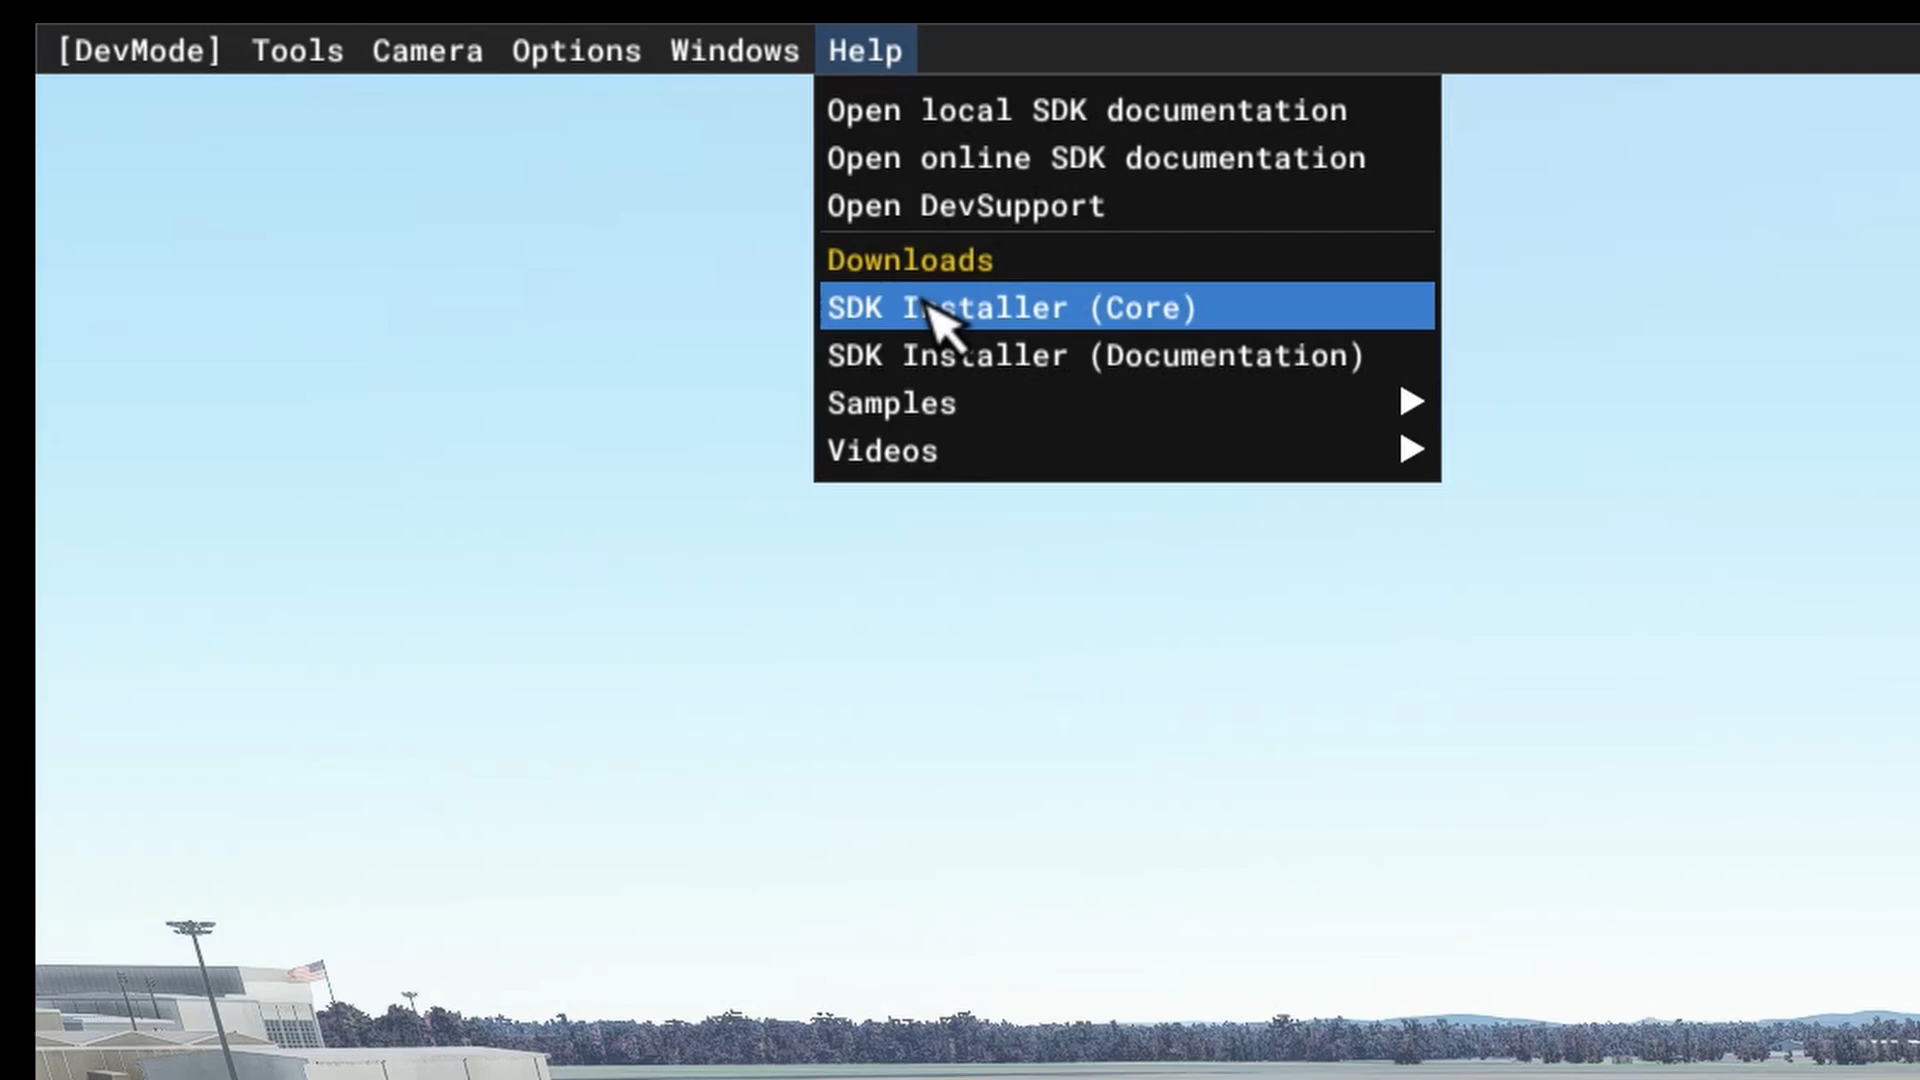 [DevMode] Tools Camera Options Windows Help
Open local SDK documentation
Open online SDK documentation
Open DevSupport
Downloads
SDK Installer (Core)
SDK Installer (Documentation)
Samples
Videos